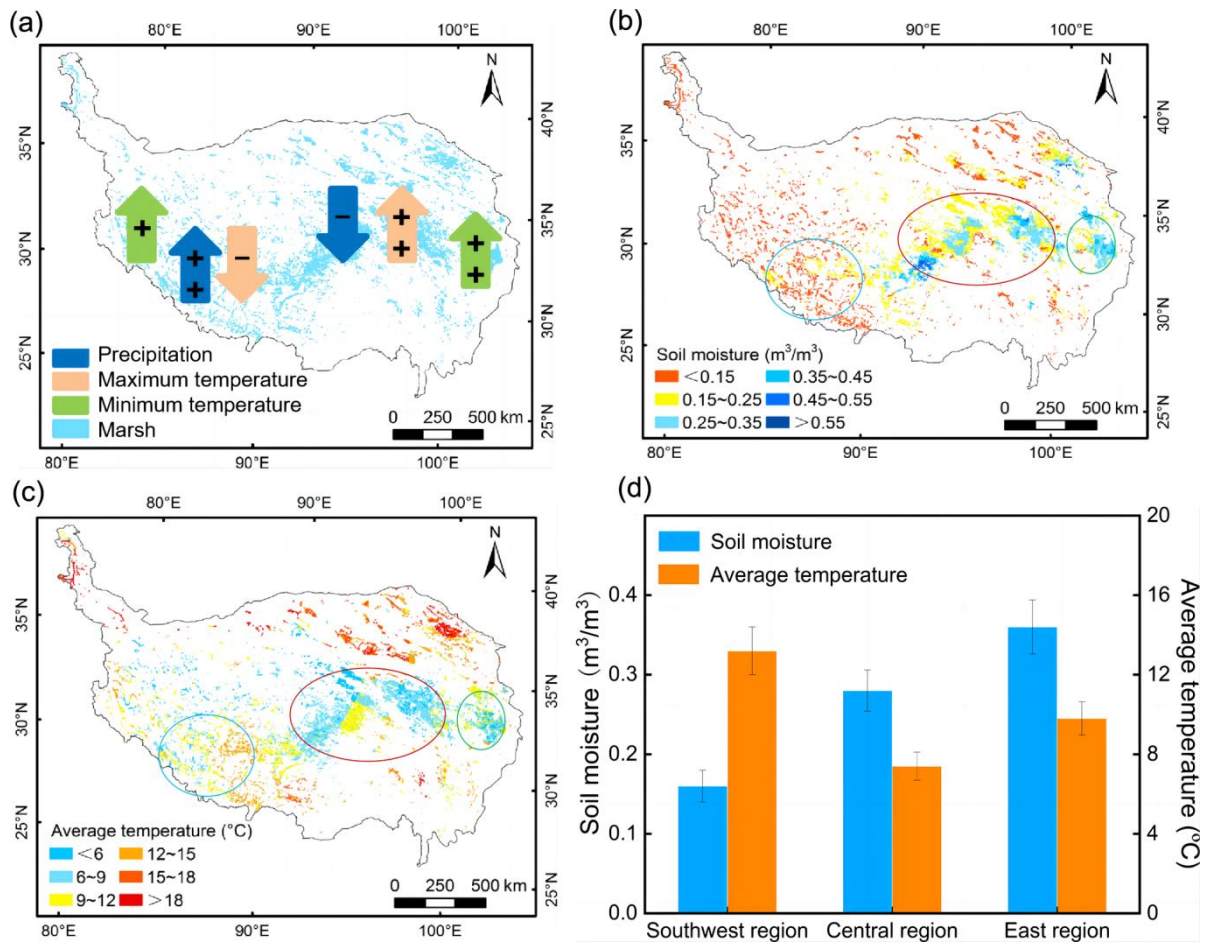 (a)
80°E 90°E 100°E
N
40°N
35°N
35°N
30°N
30°N
25°N
25°N
+
+
+
−
−
+
+
+
+
Precipitation
Maximum temperature
Minimum temperature
Marsh
0 250 500 km
80°E 90°E 100°E
(b)
80°E 90°E 100°E
N
40°N
35°N
35°N
30°N
30°N
25°N
25°N
Soil moisture (m³/m³)
<0.15 0.35~0.45
0.15~0.25 0.45~0.55
0.25~0.35 >0.55
0 250 500 km
80°E 90°E 100°E
(c)
80°E 90°E 100°E
N
40°N
35°N
35°N
30°N
30°N
25°N
25°N
Average temperature (°C)
<6 12~15
6~9 15~18
9~12 >18
0 250 500 km
80°E 90°E 100°E
(d)
Soil moisture
Average temperature
Soil moisture (m³/m³)
0.4
0.3
0.2
0.1
0.0
20
16
12
8
4
0
Average temperature (ºC)
Southwest region Central region East region